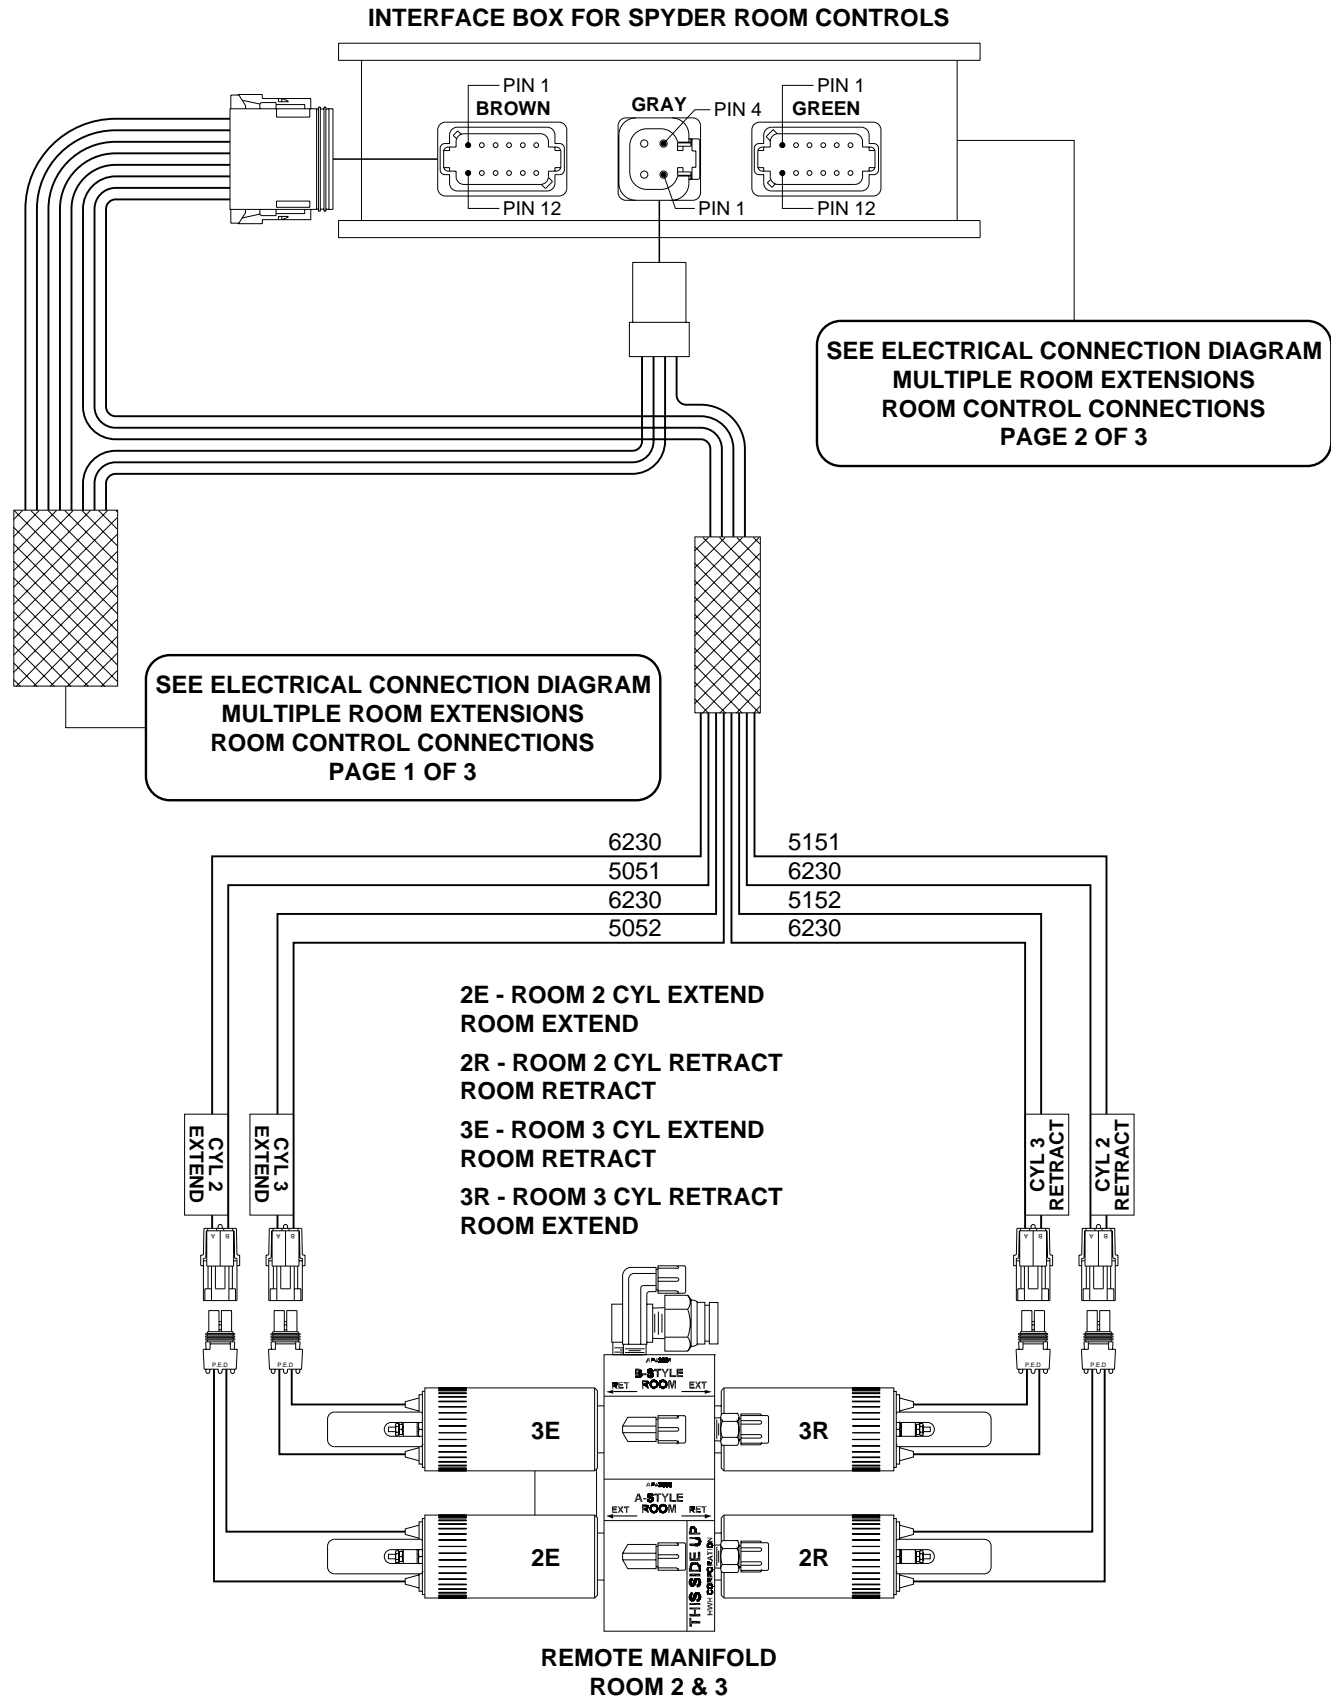 INTERFACE BOX FOR SPYDER ROOM CONTROLS
PIN 1
BROWN
PIN 12
GRAY
PIN 4
PIN 1
PIN 1
GREEN
PIN 12
SEE ELECTRICAL CONNECTION DIAGRAM
MULTIPLE ROOM EXTENSIONS
ROOM CONTROL CONNECTIONS
PAGE 2 OF 3
SEE ELECTRICAL CONNECTION DIAGRAM
MULTIPLE ROOM EXTENSIONS
ROOM CONTROL CONNECTIONS
PAGE 1 OF 3
6230
5051
6230
5052
5151
6230
5152
6230
2E - ROOM 2 CYL EXTEND
ROOM EXTEND
2R - ROOM 2 CYL RETRACT
ROOM RETRACT
3E - ROOM 3 CYL EXTEND
ROOM RETRACT
3R - ROOM 3 CYL RETRACT
ROOM EXTEND
CYL 2
EXTEND
CYL 3
EXTEND
CYL 3
RETRACT
CYL 2
RETRACT
A B
A B
A B
A B
P.E.D
P.E.D
P.E.D
P.E.D
B-STYLE
RET ROOM EXT
3E
3R
A-STYLE
EXT ROOM RET
2E
2R
THIS SIDE UP
HWH CORPORATION
REMOTE MANIFOLD
ROOM 2 & 3